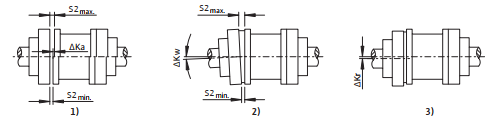 S2max.
S2max.
ΔKa
ΔKw
ΔKr
S2min.
S2min.
1)
2)
3)